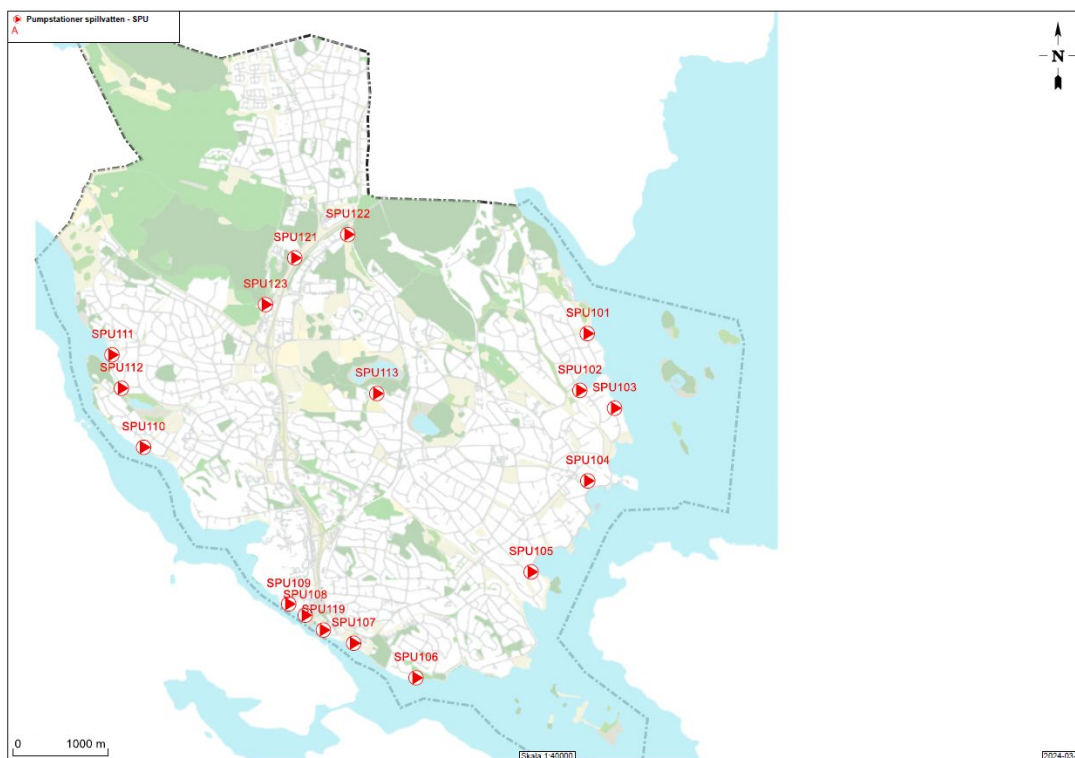 Pumpstationer spillvatten - SPU
A
N
SPU122
SPU121
SPU123
SPU101
SPU111
SPU112
SPU113
SPU102
SPU103
SPU110
SPU104
SPU105
SPU109
SPU108
SPU119
SPU107
SPU106
0 1000 m
Skala 1:40000
2024-03-